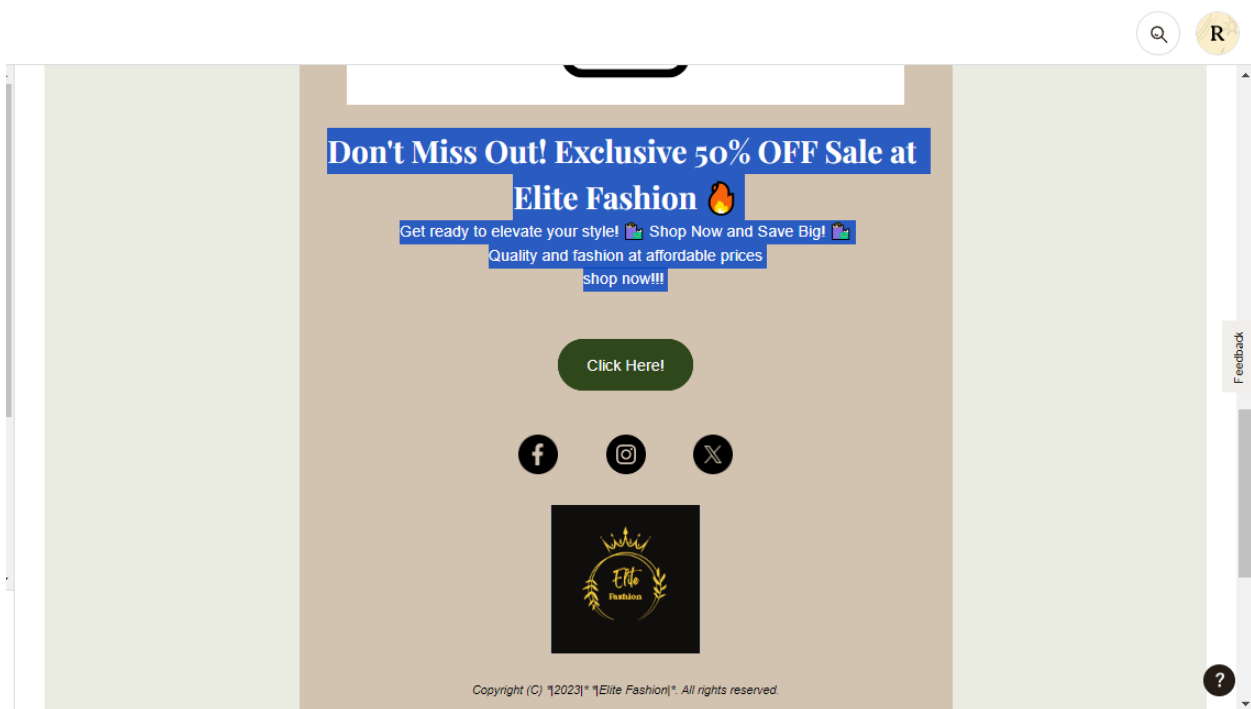 R
Don't Miss Out! Exclusive 50% OFF Sale at
Elite Fashion 🔥
Get ready to elevate your style! 🛍️ Shop Now and Save Big! 🛍️
Quality and fashion at affordable prices
shop now!!!
Feedback
Click Here!
Elite
Fashion
Copyright (C) *|2023|* *|Elite Fashion|*. All rights reserved.
?